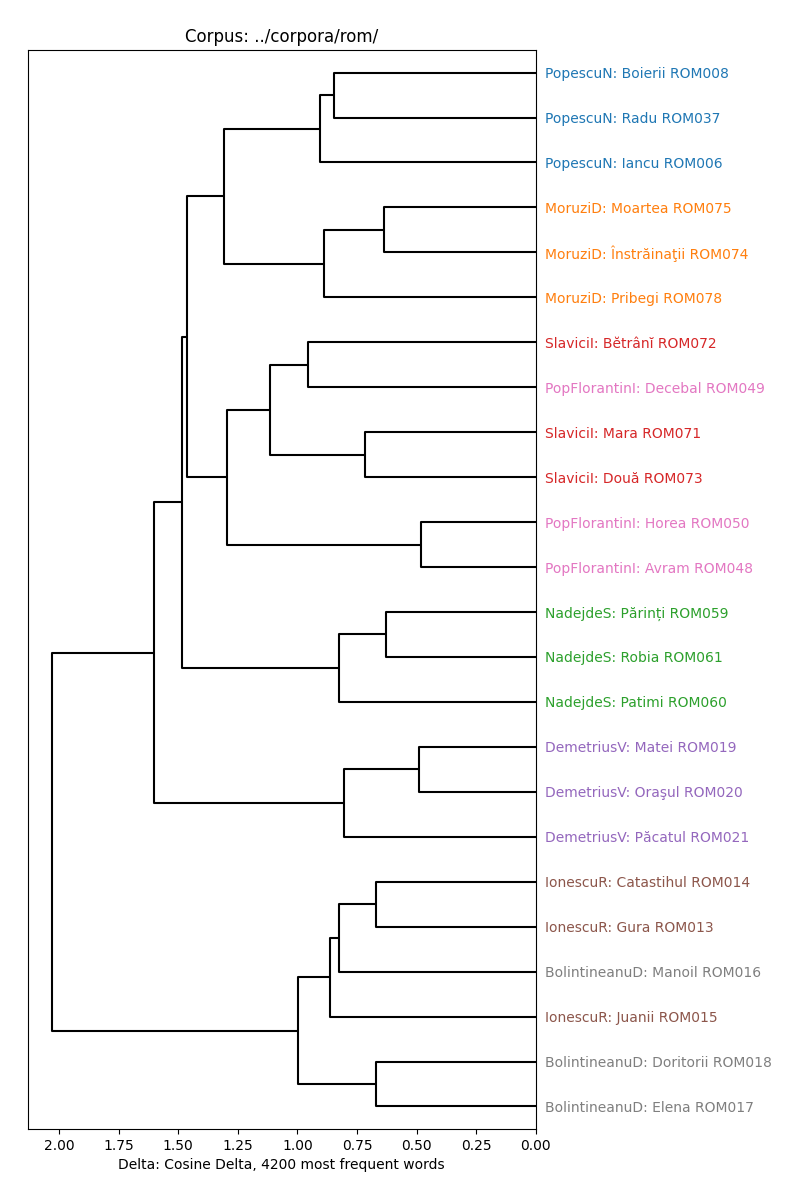 Corpus: ../corpora/rom/
PopescuN: Boierii ROM008
PopescuN: Radu ROM037
PopescuN: Iancu ROM006
MoruziD: Moartea ROM075
MoruziD: Înstrăinaţii ROM074
MoruziD: Pribegi ROM078
SlaviciI: Bĕtrânĭ ROM072
PopFlorantinI: Decebal ROM049
SlaviciI: Mara ROM071
SlaviciI: Două ROM073
PopFlorantinI: Horea ROM050
PopFlorantinI: Avram ROM048
NadejdeS: Părinți ROM059
NadejdeS: Robia ROM061
NadejdeS: Patimi ROM060
DemetriusV: Matei ROM019
DemetriusV: Oraşul ROM020
DemetriusV: Păcatul ROM021
IonescuR: Catastihul ROM014
IonescuR: Gura ROM013
BolintineanuD: Manoil ROM016
IonescuR: Juanii ROM015
BolintineanuD: Doritorii ROM018
BolintineanuD: Elena ROM017
2.00 1.75 1.50 1.25 1.00 0.75 0.50 0.25 0.00
Delta: Cosine Delta, 4200 most frequent words